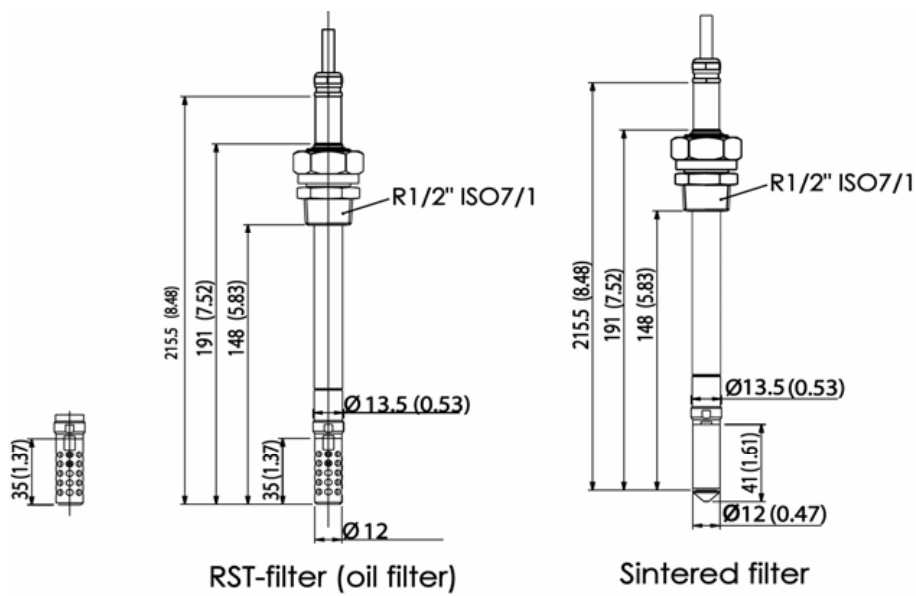 R1/2" ISO7/1
215.5 (8.48)
191 (7.52)
148 (5.83)
Ø 13.5 (0.53)
35 (1.37)
35 (1.37)
Ø 12
RST-filter (oil filter)
R1/2" ISO7/1
215.5 (8.48)
191 (7.52)
148 (5.83)
Ø13.5 (0.53)
41 (1.61)
Ø12 (0.47)
Sintered filter